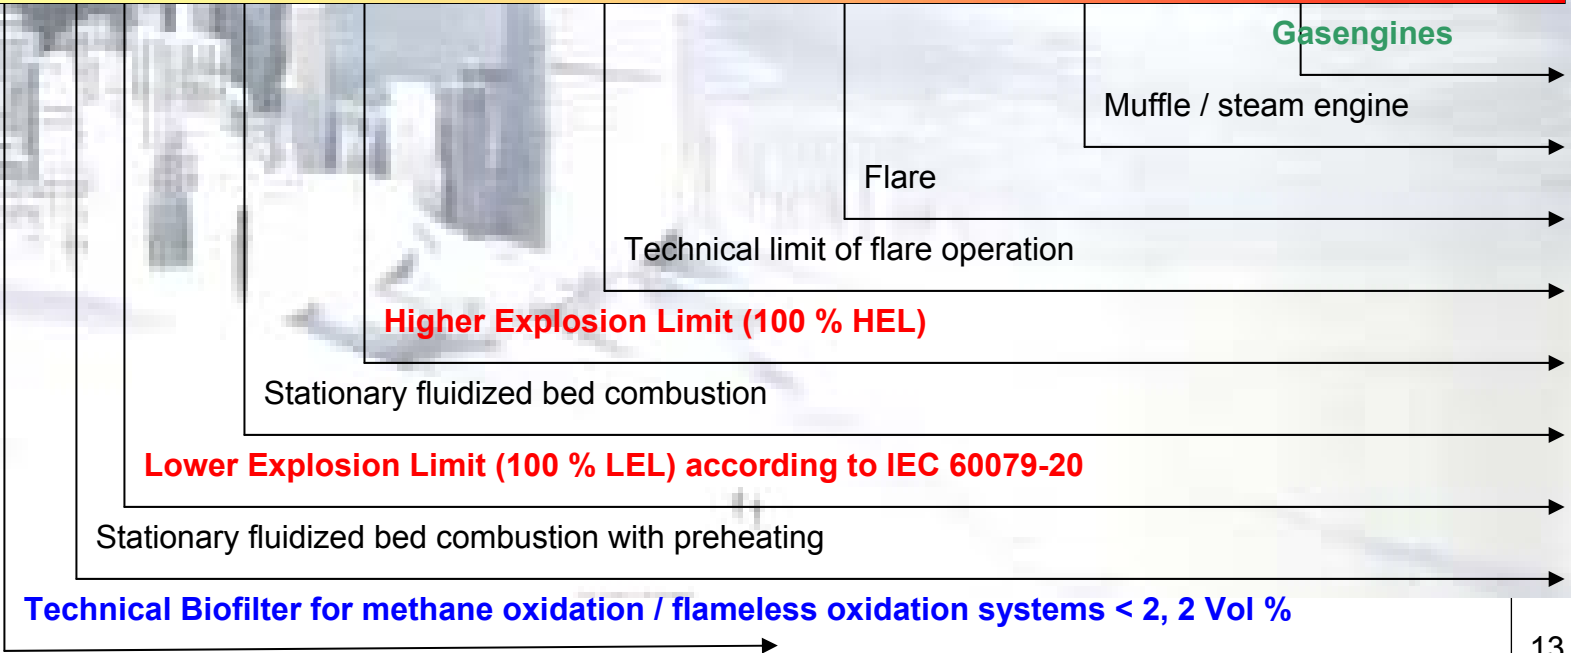 Gasengines
Muffle / steam engine
Flare
Technical limit of flare operation
Higher Explosion Limit (100 % HEL)
Stationary fluidized bed combustion
Lower Explosion Limit (100 % LEL) according to IEC 60079-20
Stationary fluidized bed combustion with preheating
Technical Biofilter for methane oxidation / flameless oxidation systems < 2, 2 Vol %
13